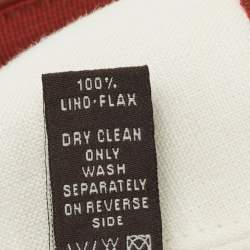 100%
LINO-FLAX
DRY CLEAN
ONLY
WASH
SEPARATELY
ON REVERSE
SIDE